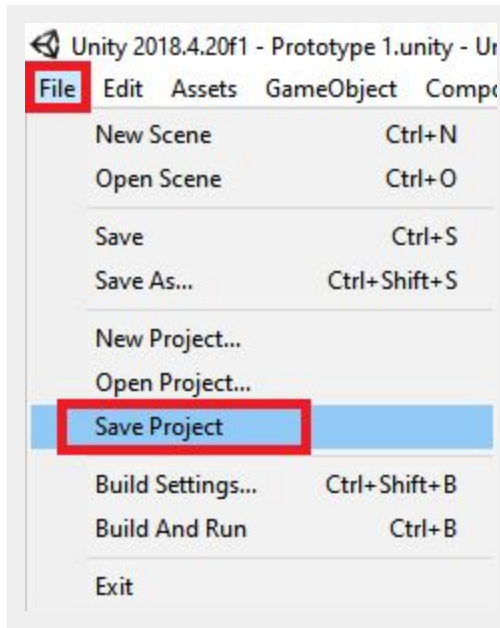 Unity 2018.4.20f1 - Prototype 1.unity - Un
File Edit Assets GameObject Compo
New Scene Ctrl+N
Open Scene Ctrl+O
Save Ctrl+S
Save As... Ctrl+Shift+S
New Project...
Open Project...
Save Project
Build Settings... Ctrl+Shift+B
Build And Run Ctrl+B
Exit